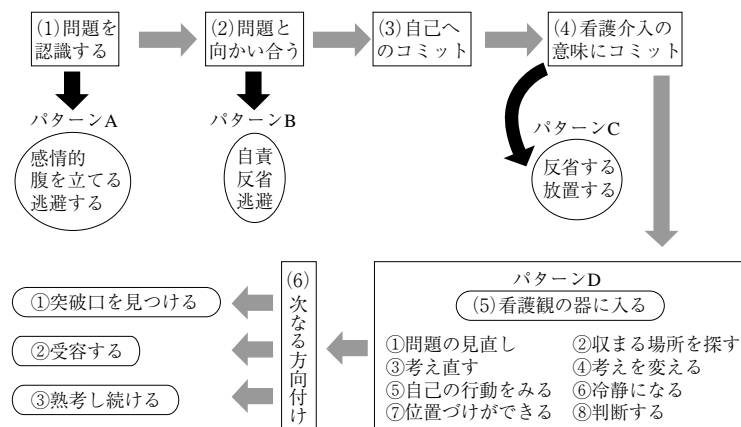 (1)問題を
認識する
(2)問題と
向かい合う
(3)自己へ
のコミット
(4)看護介入の
意味にコミット
パターンA
感情的
腹を立てる
逃避する
パターンB
自責
反省
逃避
パターンC
反省する
放置する
パターンD
(5)看護観の器に入る
①問題の見直し
②収まる場所を探す
③考え直す
④考えを変える
⑤自己の行動をみる
⑥冷静になる
⑦位置づけができる
⑧判断する
(6)次なる方向付け
①突破口を見つける
②受容する
③熟考し続ける